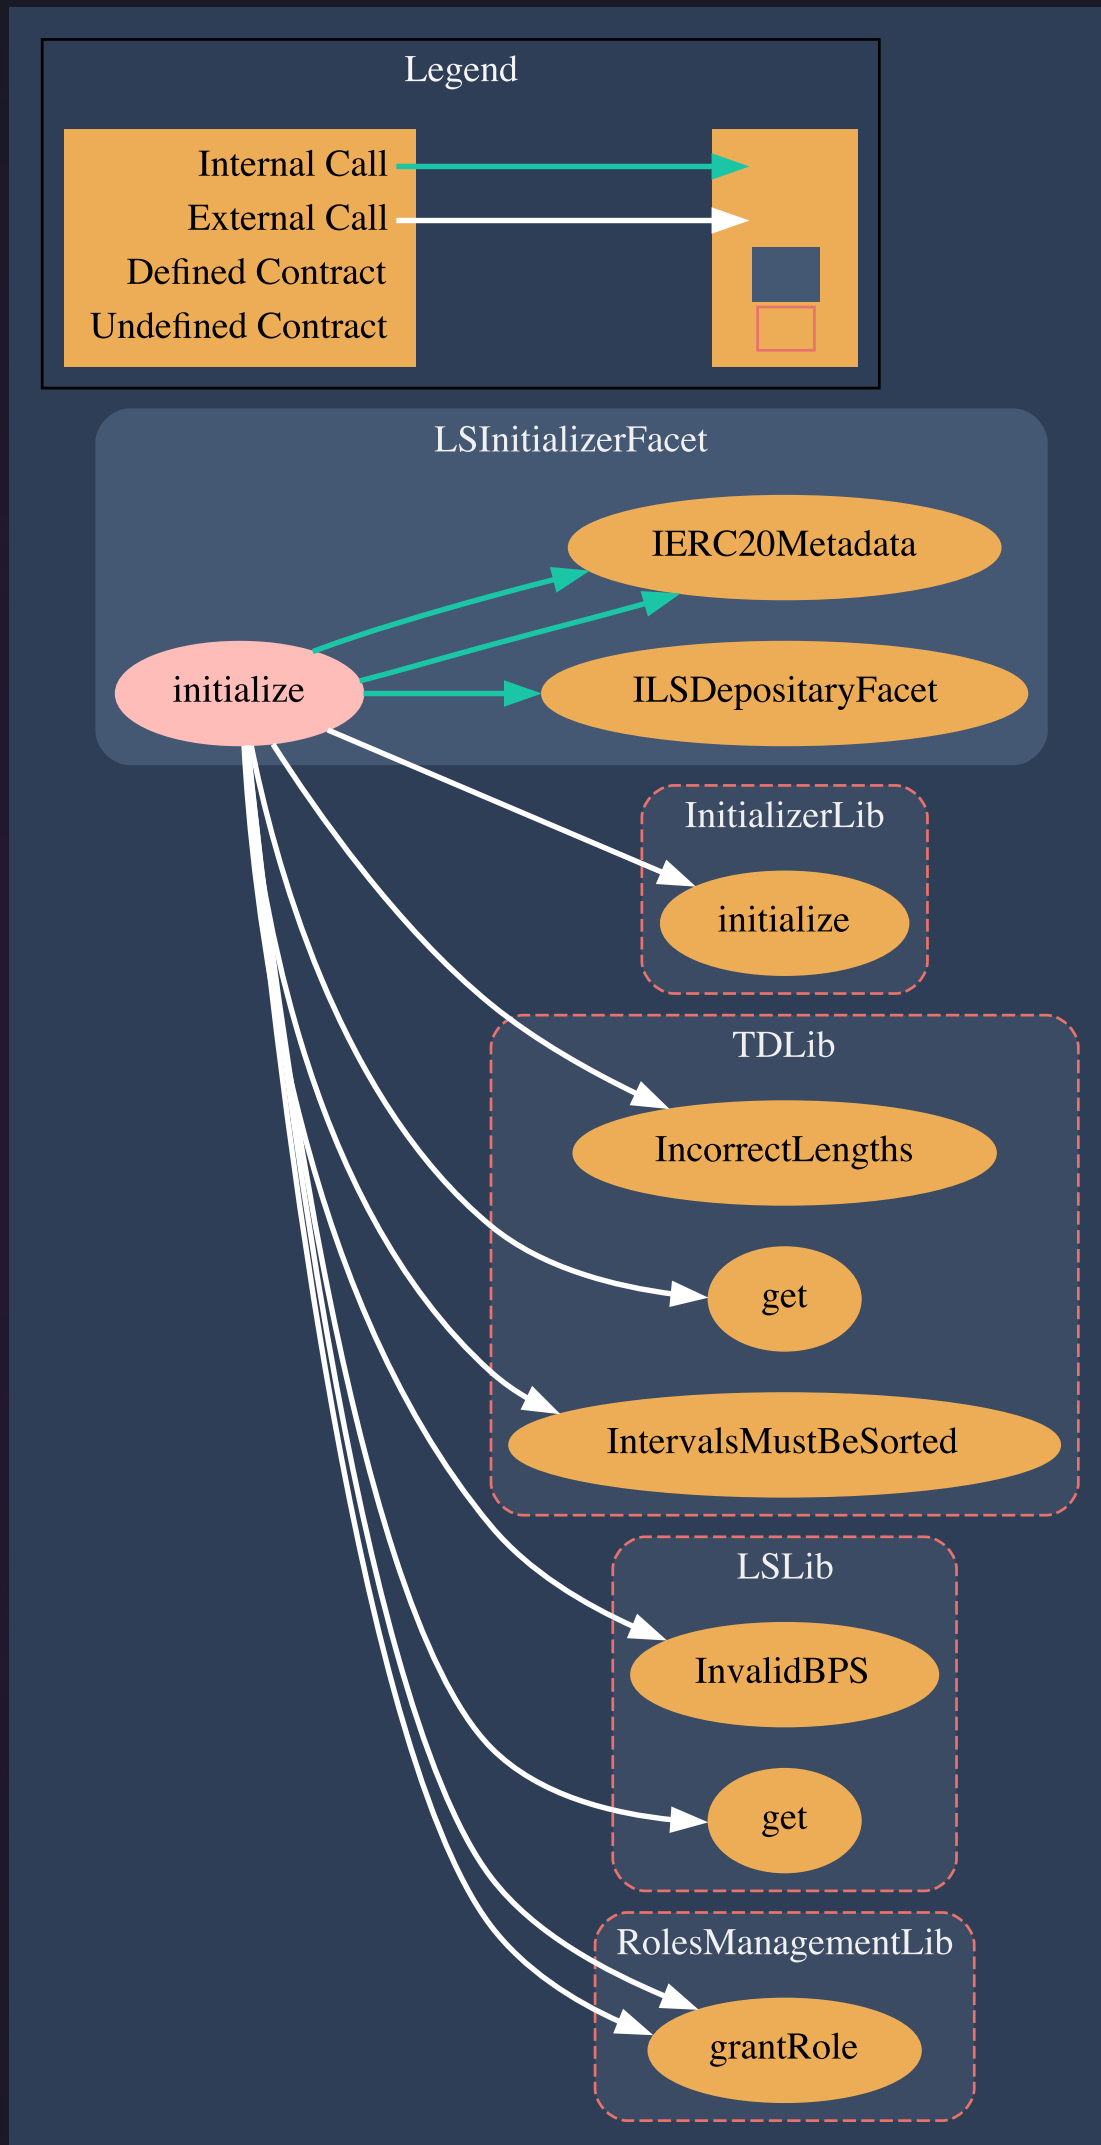 Legend
Internal Call
External Call
Defined Contract
Undefined Contract
LSInitializerFacet
IERC20Metadata
initialize
ILSDepositaryFacet
InitializerLib
initialize
TDLib
IncorrectLengths
get
IntervalsMustBeSorted
LSLib
InvalidBPS
get
RolesManagementLib
grantRole